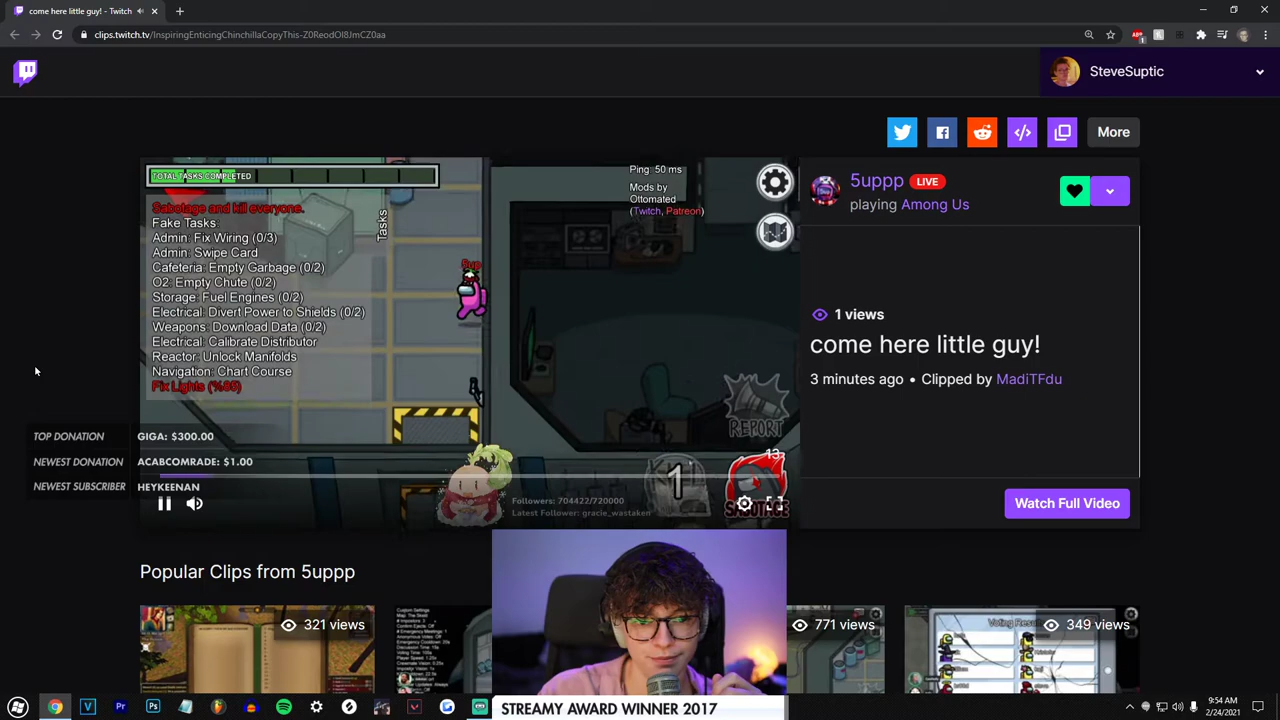 come here little guy! - Twitch
clips.twitch.tv/InspiringEnticingChinchillaCopyThis-Z0ReodOI8JmCZ0aa
SteveSuptic
More
TOTAL TASKS COMPLETED
Sabotage and kill everyone.
Fake Tasks:
Admin: Fix Wiring (0/3)
Admin: Swipe Card
Cafeteria: Empty Garbage (0/2)
O2: Empty Chute (0/2)
Storage: Fuel Engines (0/2)
Electrical: Divert Power to Shields (0/2)
Weapons: Download Data (0/2)
Electrical: Calibrate Distributor
Reactor: Unlock Manifolds
Navigation: Chart Course
Fix Lights (%85)
Tasks
5up
Ping: 50 ms
Mods by
Ottomated
(Twitch, Patreon)
REPORT
13
1
SABOTAGE
Followers: 704422/720000
Latest Follower: gracie_wastaken
5uppp LIVE
playing Among Us
1 views
come here little guy!
3 minutes ago • Clipped by MadiTFdu
Watch Full Video
TOP DONATION GIGA: $300.00
NEWEST DONATION ACABCOMRADE: $1.00
NEWEST SUBSCRIBER HEYKEENAN
Popular Clips from 5uppp
321 views
771 views
349 views
Voting Results
STREAMY AWARD WINNER 2017
9:54 AM
2/24/2021